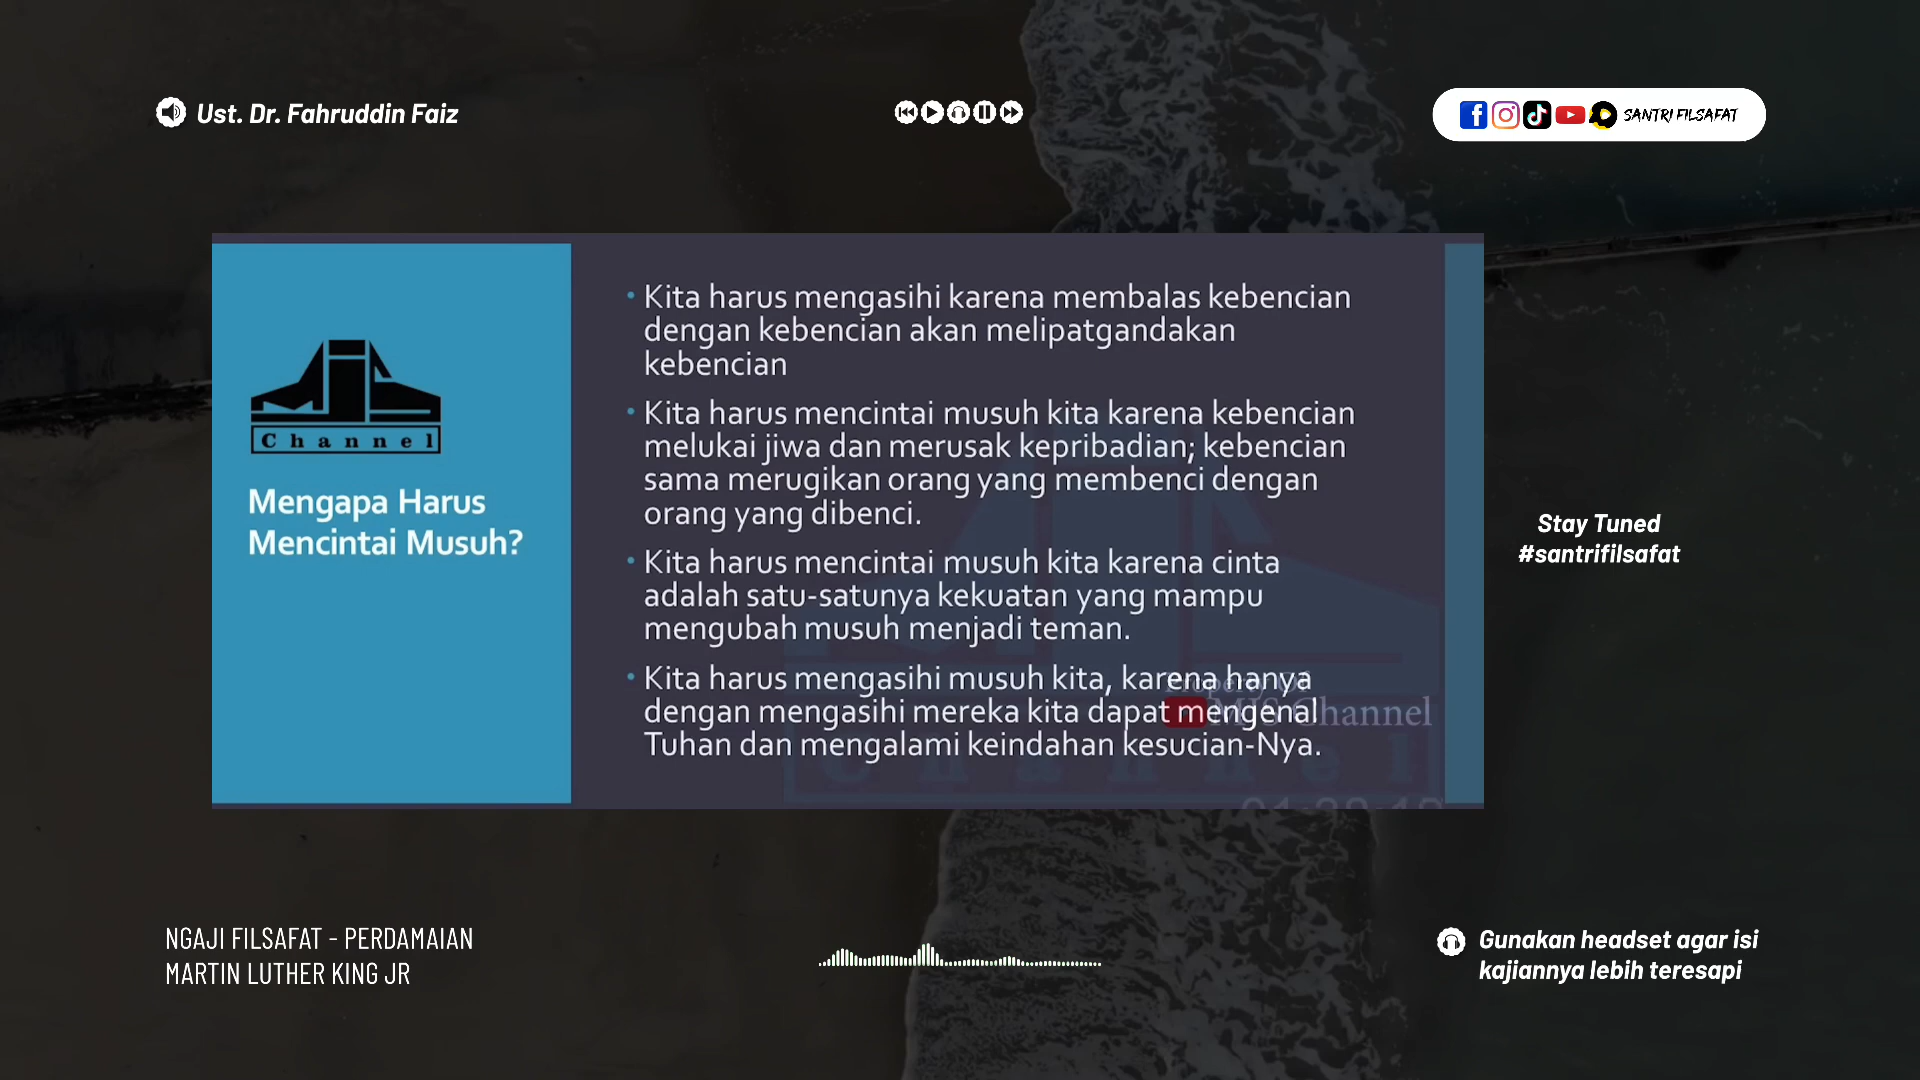 Ust. Dr. Fahruddin Faiz
SANTRI FILSAFAT
Channel
Mengapa Harus
Mencintai Musuh?
• Kita harus mengasihi karena membalas kebencian
dengan kebencian akan melipatgandakan
kebencian
• Kita harus mencintai musuh kita karena kebencian
melukai jiwa dan merusak kepribadian; kebencian
sama merugikan orang yang membenci dengan
orang yang dibenci.
• Kita harus mencintai musuh kita karena cinta
adalah satu-satunya kekuatan yang mampu
mengubah musuh menjadi teman.
• Kita harus mengasihi musuh kita, karena hanya
dengan mengasihi mereka kita dapat mengenal
Tuhan dan mengalami keindahan kesucian-Nya.
Property Of
MJS Channel
Channel
Stay Tuned
#santrifilsafat
NGAJI FILSAFAT - PERDAMAIAN
MARTIN LUTHER KING JR
Gunakan headset agar isi
kajiannya lebih teresapi